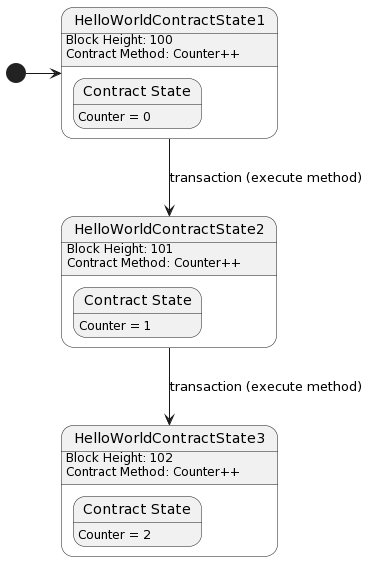 HelloWorldContractState1
Block Height: 100
Contract Method: Counter++
Contract State
Counter = 0
transaction (execute method)
HelloWorldContractState2
Block Height: 101
Contract Method: Counter++
Contract State
Counter = 1
transaction (execute method)
HelloWorldContractState3
Block Height: 102
Contract Method: Counter++
Contract State
Counter = 2